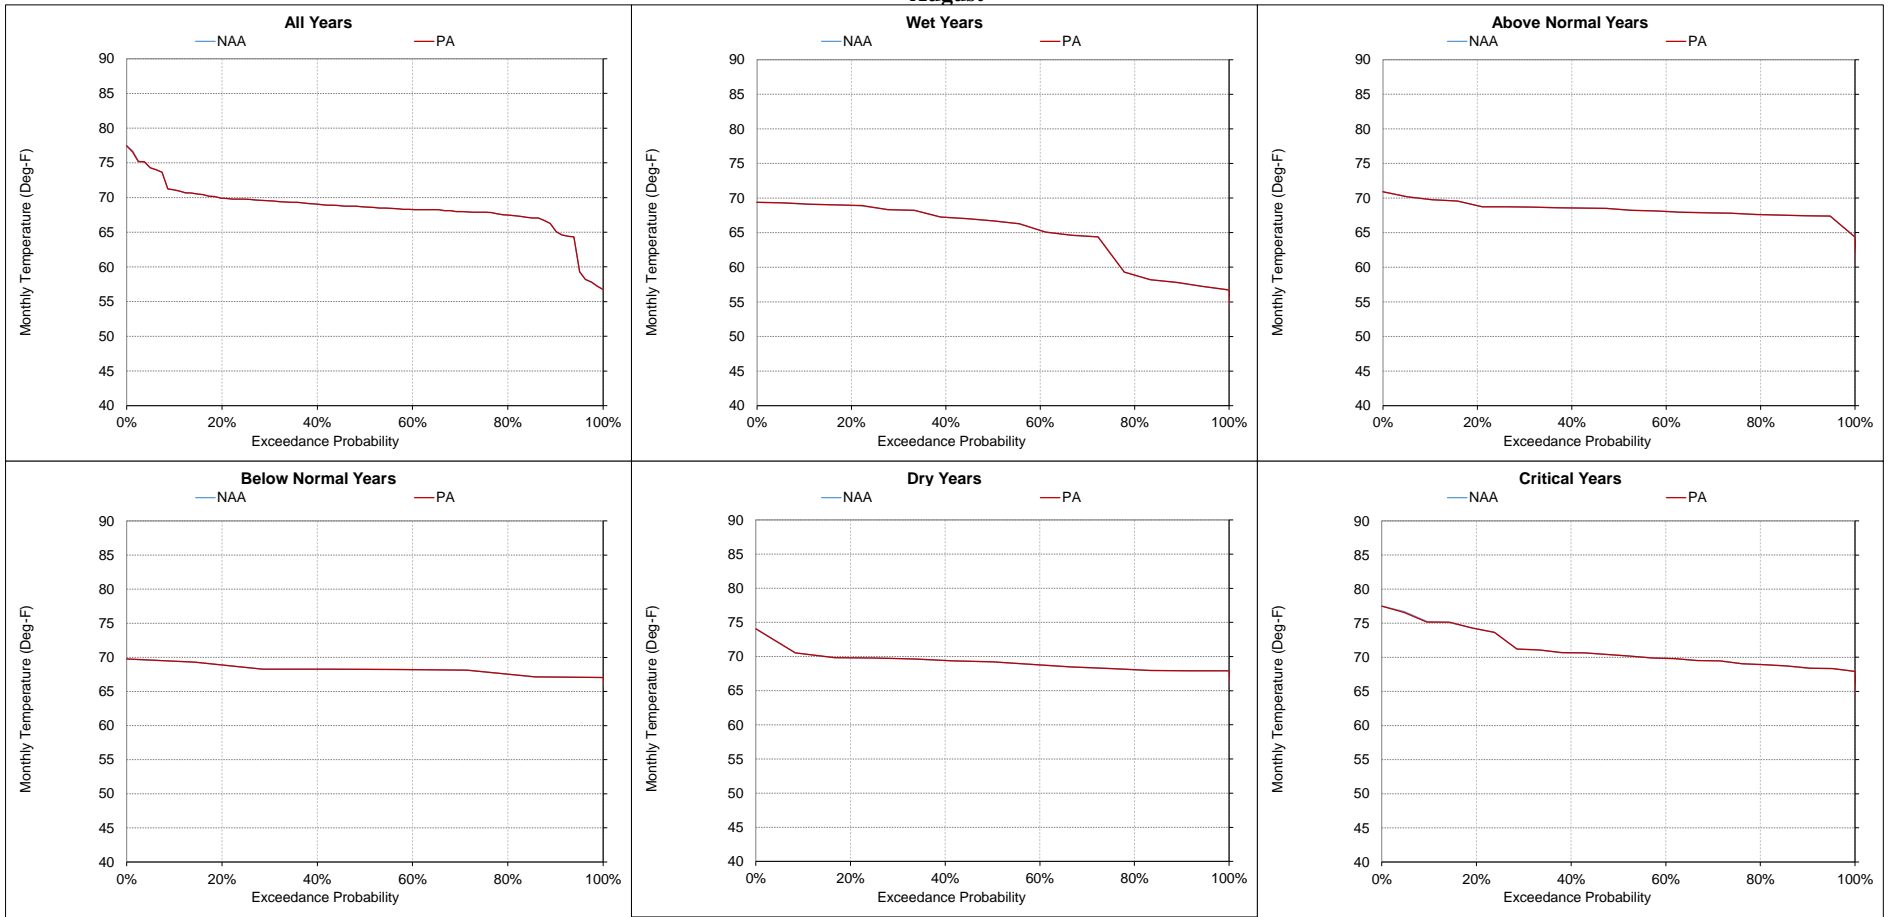 August
All Years
NAA PA
Monthly Temperature (Deg-F)
90
85
80
75
70
65
60
55
50
45
40
0% 20% 40% 60% 80% 100%
Exceedance Probability
Wet Years
NAA PA
Monthly Temperature (Deg-F)
90
85
80
75
70
65
60
55
50
45
40
0% 20% 40% 60% 80% 100%
Exceedance Probability
Above Normal Years
NAA PA
Monthly Temperature (Deg-F)
90
85
80
75
70
65
60
55
50
45
40
0% 20% 40% 60% 80% 100%
Exceedance Probability
Below Normal Years
NAA PA
Monthly Temperature (Deg-F)
90
85
80
75
70
65
60
55
50
45
40
0% 20% 40% 60% 80% 100%
Exceedance Probability
Dry Years
NAA PA
Monthly Temperature (Deg-F)
90
85
80
75
70
65
60
55
50
45
40
0% 20% 40% 60% 80% 100%
Exceedance Probability
Critical Years
NAA PA
Monthly Temperature (Deg-F)
90
85
80
75
70
65
60
55
50
45
40
0% 20% 40% 60% 80% 100%
Exceedance Probability